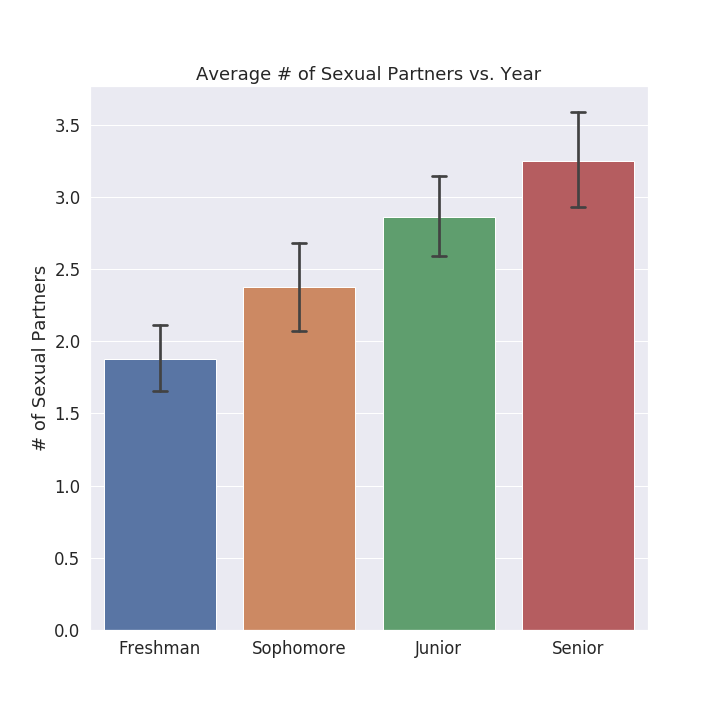 Average # of Sexual Partners vs. Year
# of Sexual Partners
3.5
3.0
2.5
2.0
1.5
1.0
0.5
0.0
Freshman Sophomore Junior Senior